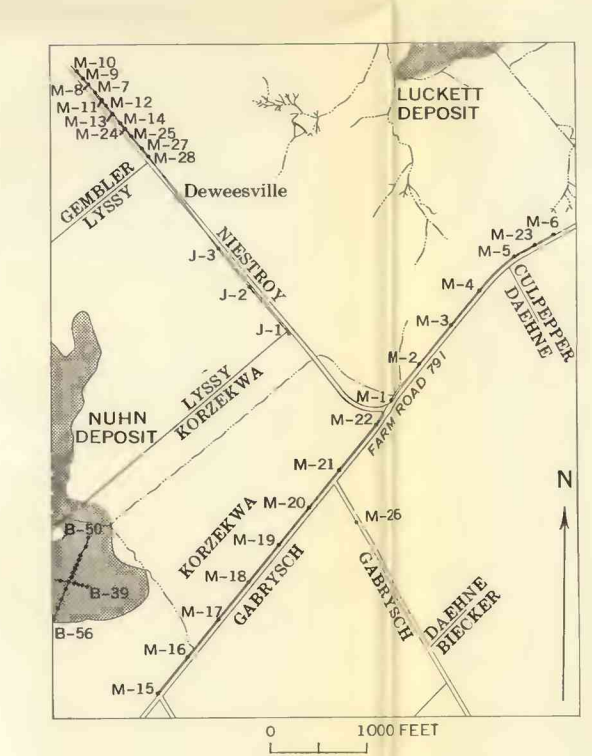 M-10
M-9
M-8
M-7
M-11
M-12
M-13
M-14
M-24
M-25
M-27
M-28
LUCKETT
DEPOSIT
GEMBLER
LYSSY
Deweesville
NIESTROY
J-3
J-2
J-1
M-6
M-23
M-5
M-4
M-3
CULPEPPER
DAEHNE
M-2
M-1
M-22
FARM ROAD 791
LYSSY
KORZEKWA
NUHN
DEPOSIT
M-21
N
M-20
M-26
KORZEKWA
GABRYSCH
M-19
M-18
M-17
M-16
M-15
GABRYSCH
DAEHNE
BIECKER
B-50
B-39
B-56
0 1000 FEET